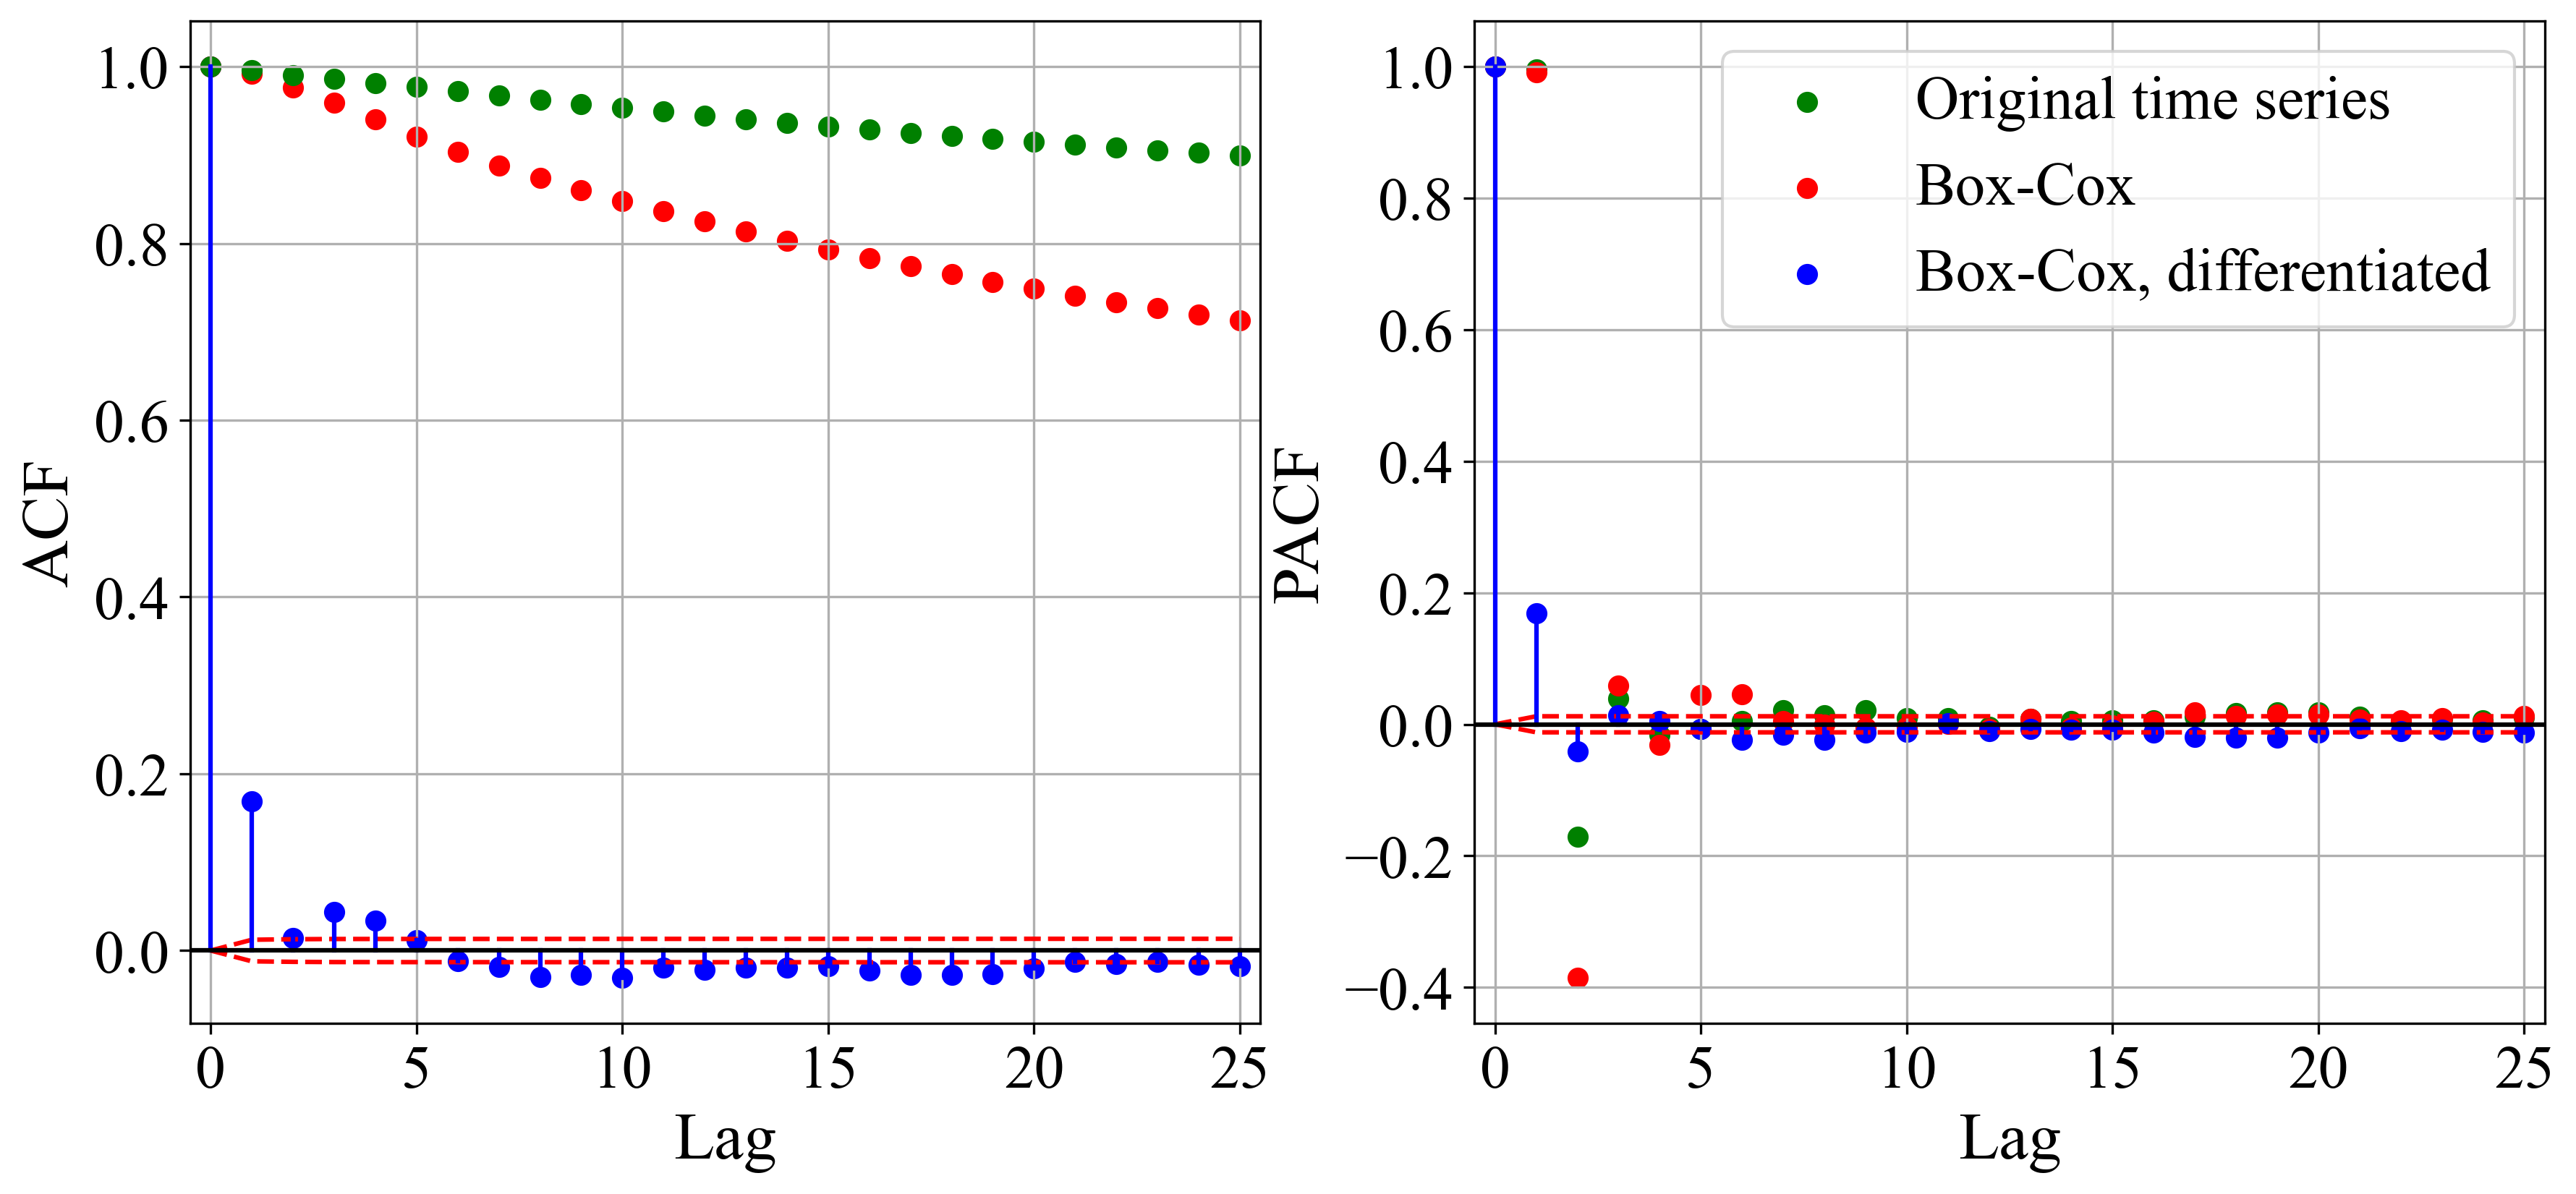 ACF
1.0
0.8
0.6
0.4
0.2
0.0
0 5 10 15 20 25
Lag
PACF
1.0
0.8
0.6
0.4
0.2
0.0
−0.2
−0.4
0 5 10 15 20 25
Lag
Original time series
Box-Cox
Box-Cox, differentiated